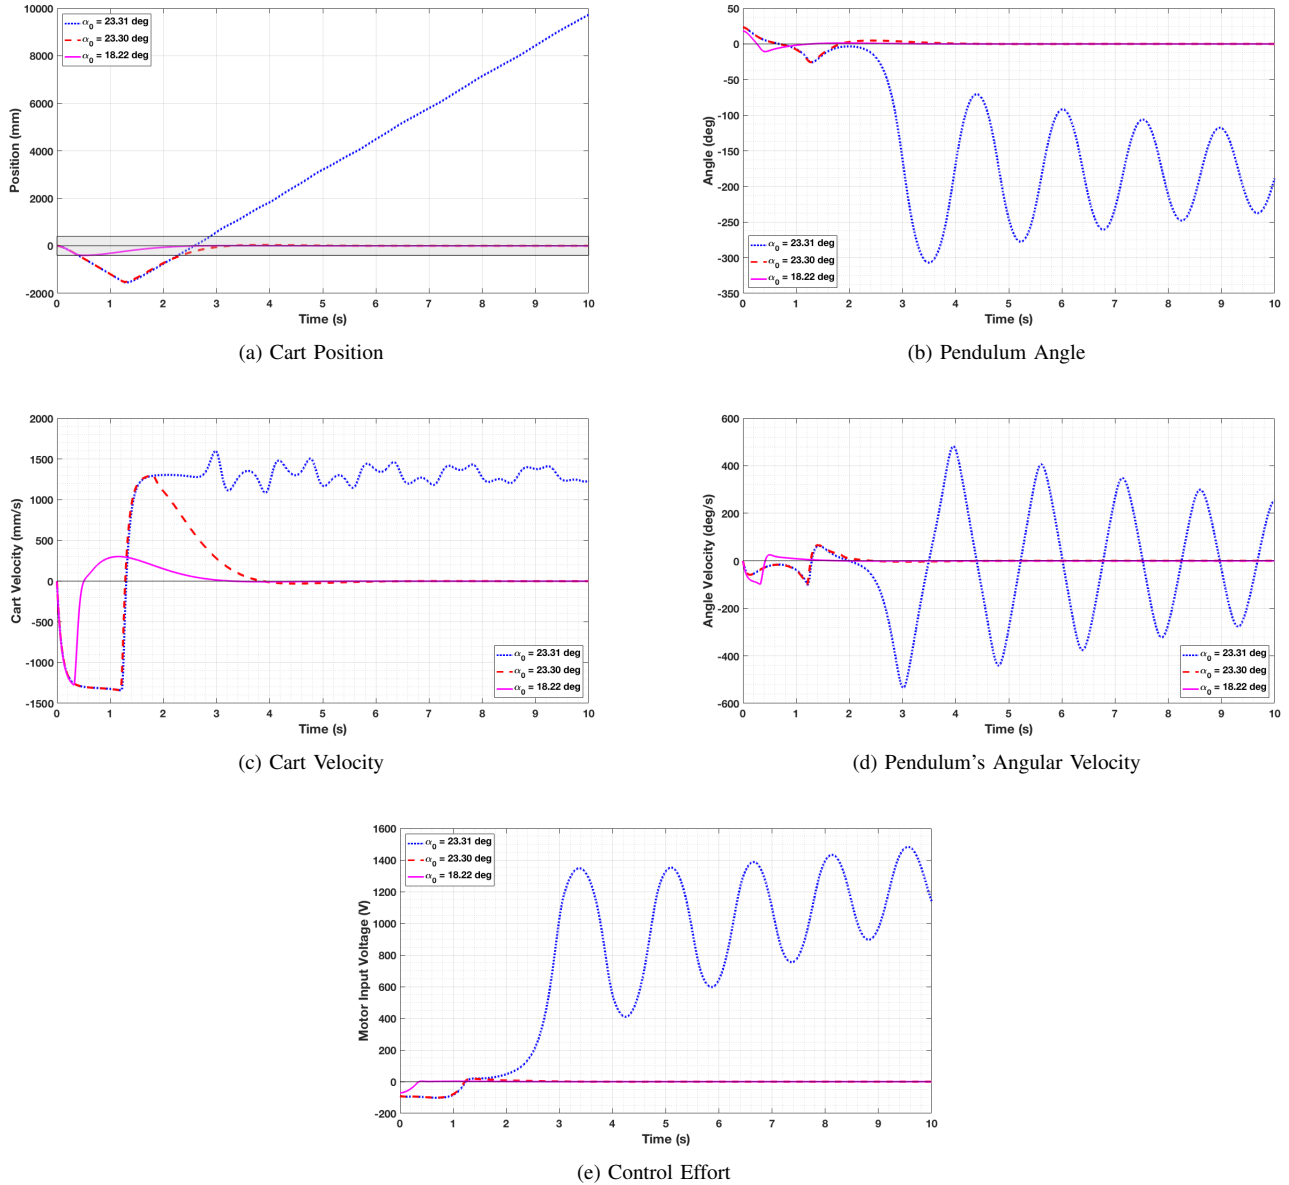 10000
8000
6000
4000
2000
0
-2000
Position (mm)
α0 = 23.31 deg
α0 = 23.30 deg
α0 = 18.22 deg
0 1 2 3 4 5 6 7 8 9 10
Time (s)
(a) Cart Position
50
0
-50
-100
-150
-200
-250
-300
-350
Angle (deg)
α0 = 23.31 deg
α0 = 23.30 deg
α0 = 18.22 deg
0 1 2 3 4 5 6 7 8 9 10
Time (s)
(b) Pendulum Angle
2000
1500
1000
500
0
-500
-1000
-1500
Cart Velocity (mm/s)
α0 = 23.31 deg
α0 = 23.30 deg
α0 = 18.22 deg
0 1 2 3 4 5 6 7 8 9 10
Time (s)
(c) Cart Velocity
600
400
200
0
-200
-400
-600
Angle Velocity (deg/s)
α0 = 23.31 deg
α0 = 23.30 deg
α0 = 18.22 deg
0 1 2 3 4 5 6 7 8 9 10
Time (s)
(d) Pendulum's Angular Velocity
1600
1400
1200
1000
800
600
400
200
0
-200
Motor Input Voltage (V)
α0 = 23.31 deg
α0 = 23.30 deg
α0 = 18.22 deg
0 1 2 3 4 5 6 7 8 9 10
Time (s)
(e) Control Effort